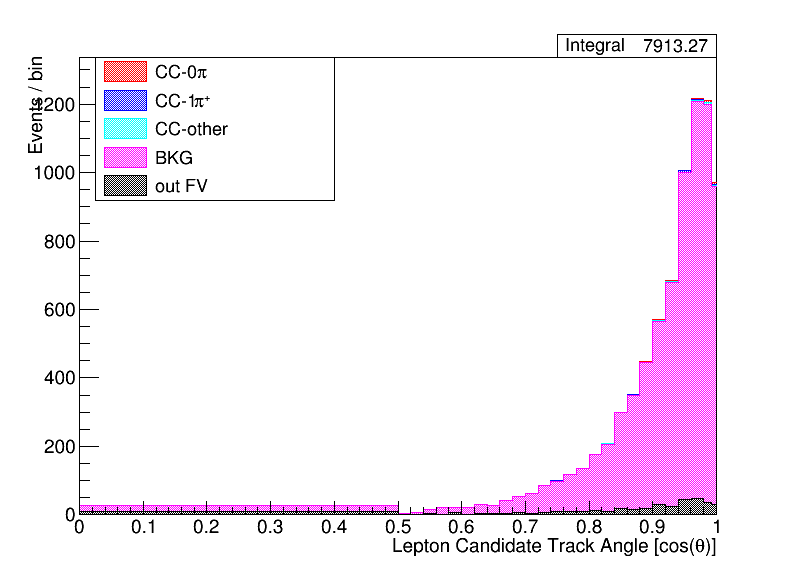 Integral 7913.27
Events / bin
CC-0π
CC-1π⁺
CC-other
BKG
out FV
1200
1000
800
600
400
200
0
0 0.1 0.2 0.3 0.4 0.5 0.6 0.7 0.8 0.9 1
Lepton Candidate Track Angle [cos(θ)]